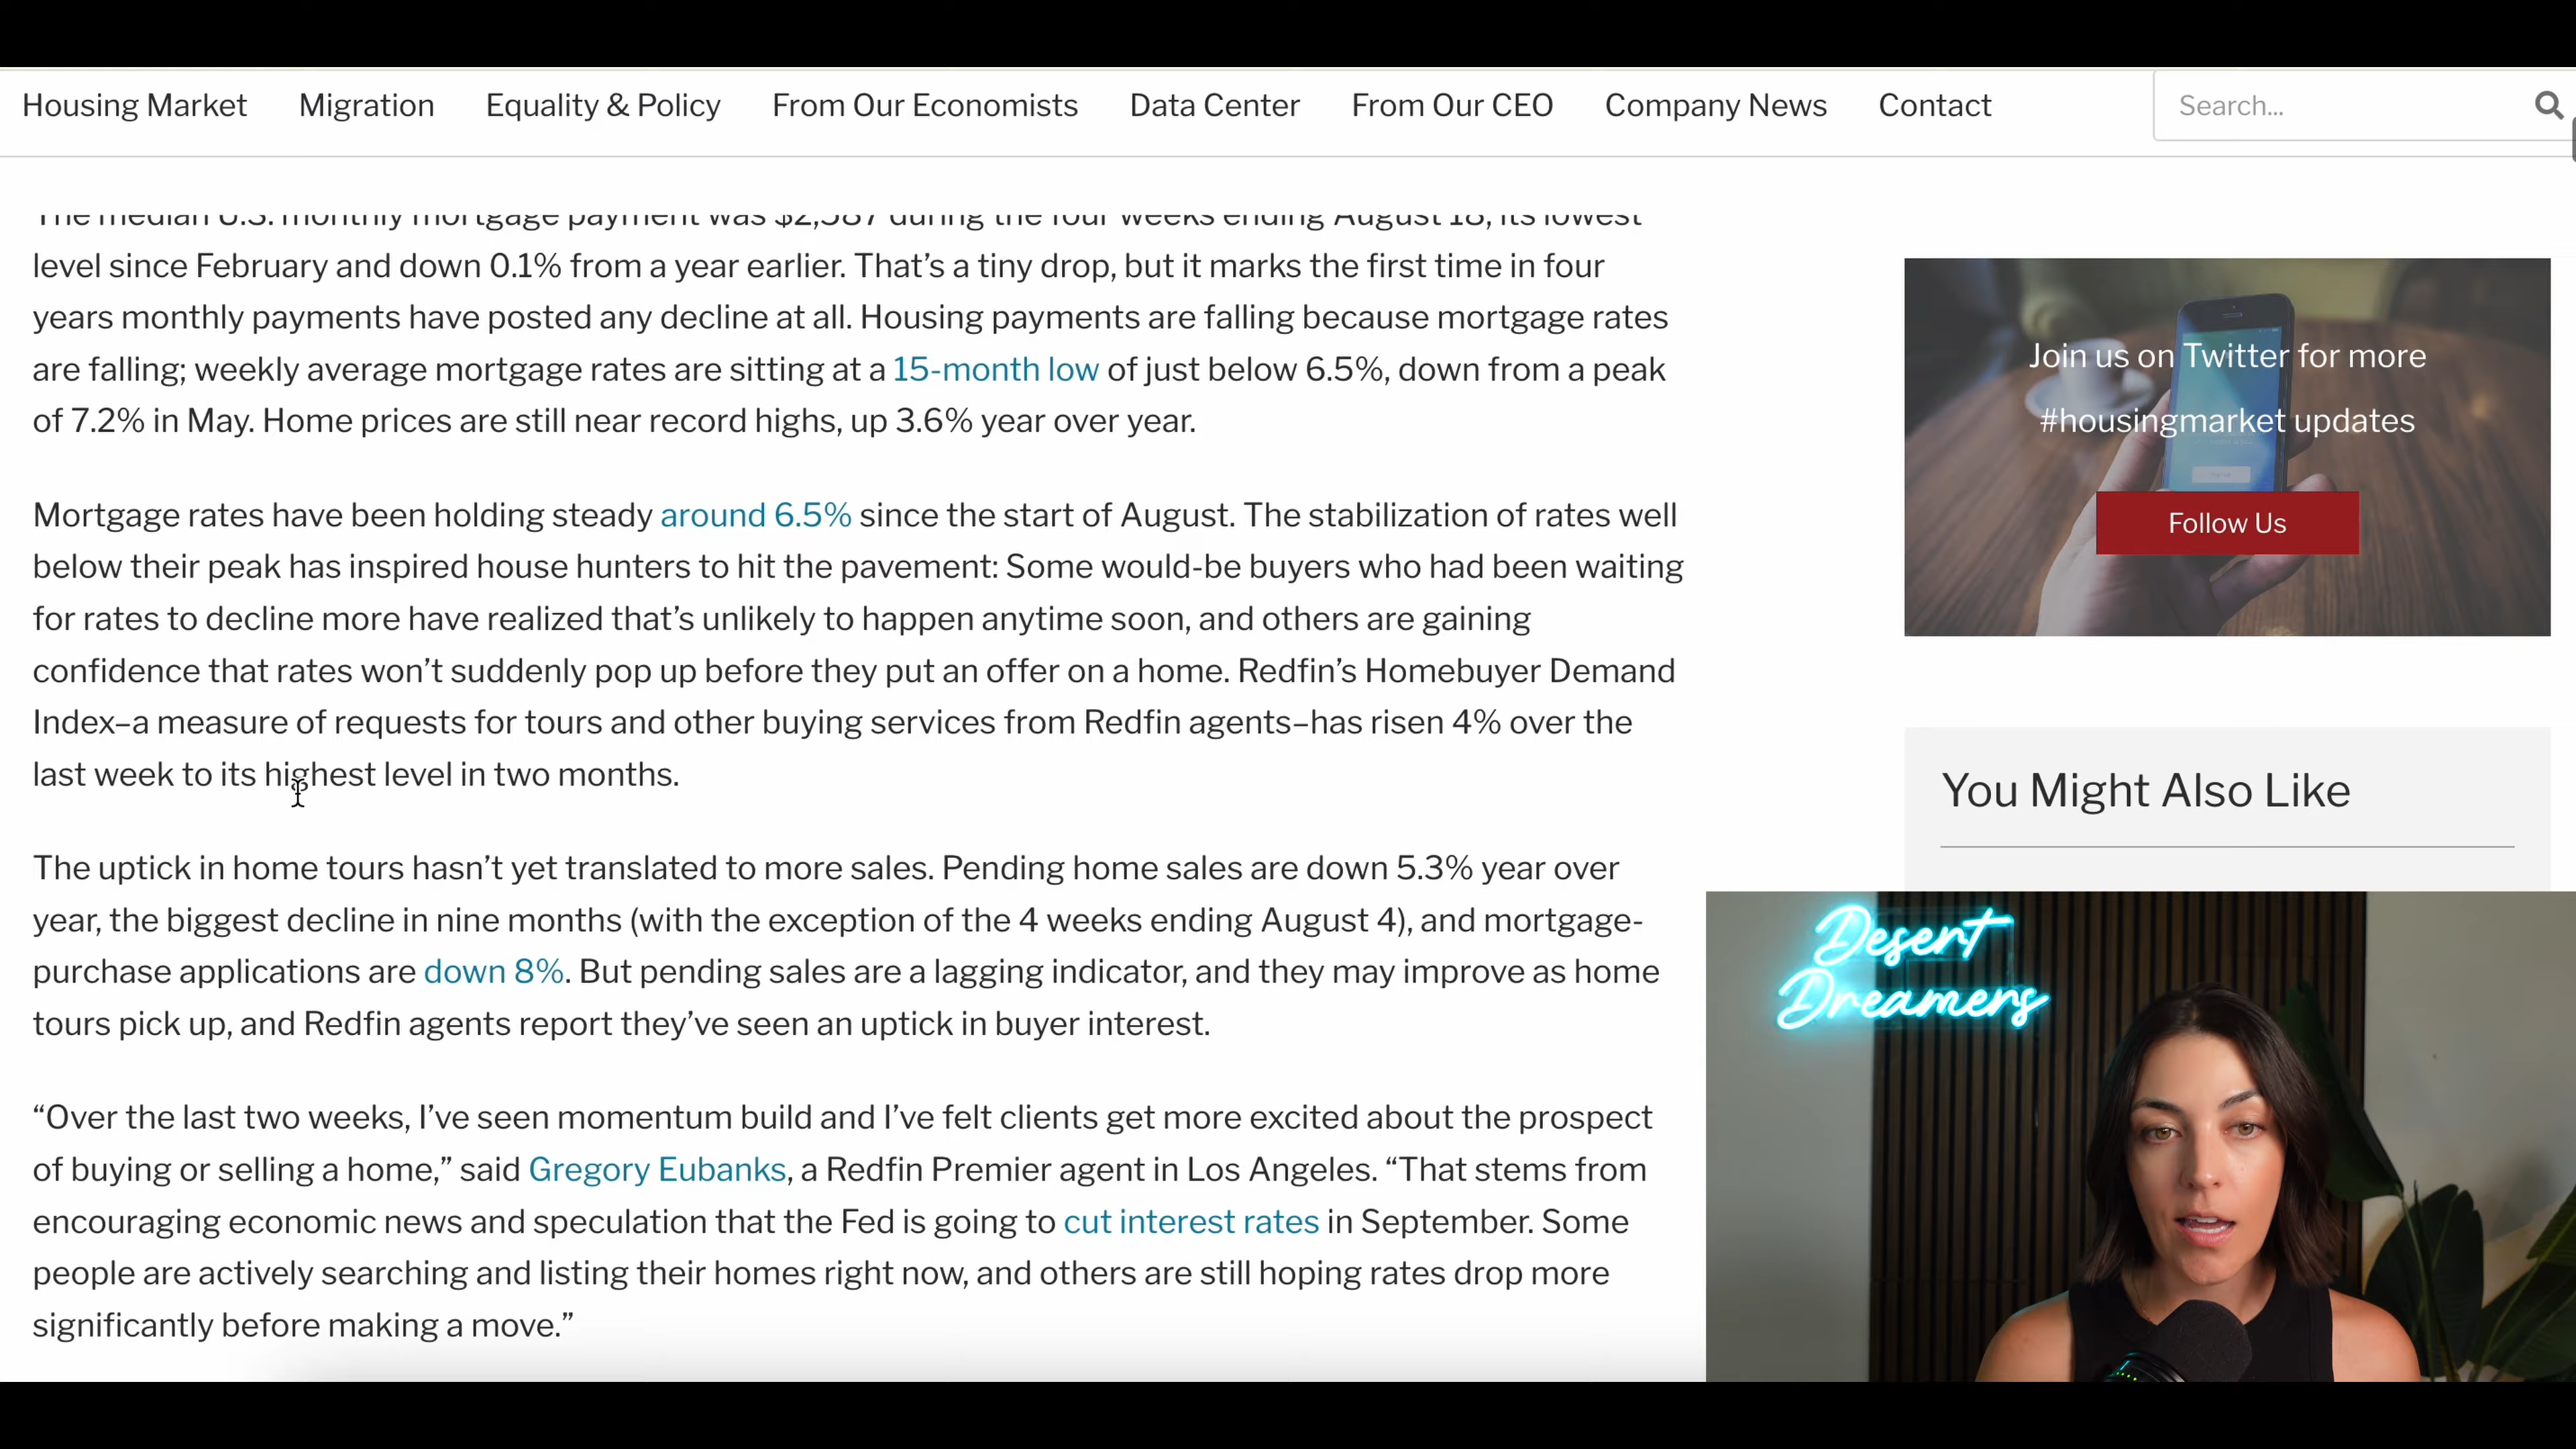 Housing Market Migration Equality & Policy From Our Economists Data Center From Our CEO Company News Contact Search...
The median U.S. monthly mortgage payment was $2,587 during the four weeks ending August 18, its lowest
level since February and down 0.1% from a year earlier. That’s a tiny drop, but it marks the first time in four
years monthly payments have posted any decline at all. Housing payments are falling because mortgage rates
are falling; weekly average mortgage rates are sitting at a 15-month low of just below 6.5%, down from a peak
of 7.2% in May. Home prices are still near record highs, up 3.6% year over year.
Mortgage rates have been holding steady around 6.5% since the start of August. The stabilization of rates well
below their peak has inspired house hunters to hit the pavement: Some would-be buyers who had been waiting
for rates to decline more have realized that’s unlikely to happen anytime soon, and others are gaining
confidence that rates won’t suddenly pop up before they put an offer on a home. Redfin’s Homebuyer Demand
Index–a measure of requests for tours and other buying services from Redfin agents–has risen 4% over the
last week to its highest level in two months.
The uptick in home tours hasn’t yet translated to more sales. Pending home sales are down 5.3% year over
year, the biggest decline in nine months (with the exception of the 4 weeks ending August 4), and mortgage-
purchase applications are down 8%. But pending sales are a lagging indicator, and they may improve as home
tours pick up, and Redfin agents report they’ve seen an uptick in buyer interest.
“Over the last two weeks, I’ve seen momentum build and I’ve felt clients get more excited about the prospect
of buying or selling a home,” said Gregory Eubanks, a Redfin Premier agent in Los Angeles. “That stems from
encouraging economic news and speculation that the Fed is going to cut interest rates in September. Some
people are actively searching and listing their homes right now, and others are still hoping rates drop more
significantly before making a move.”
Join us on Twitter for more
#housingmarket updates
Follow Us
You Might Also Like
Desert
Dreamers